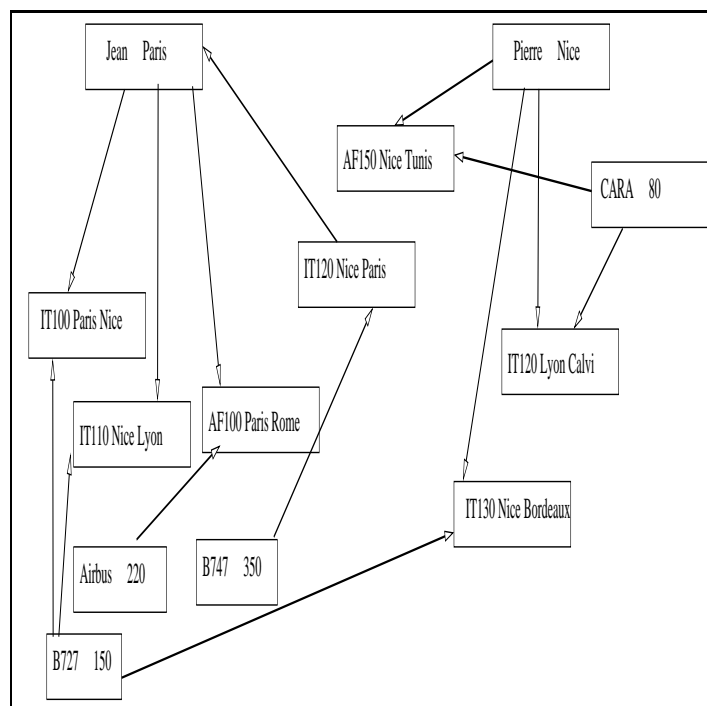 Jean Paris
Pierre Nice
AF150 Nice Tunis
CARA 80
IT120 Nice Paris
IT100 Paris Nice
IT120 Lyon Calvi
IT110 Nice Lyon
AF100 Paris Rome
IT130 Nice Bordeaux
Airbus 220
B747 350
B727 150